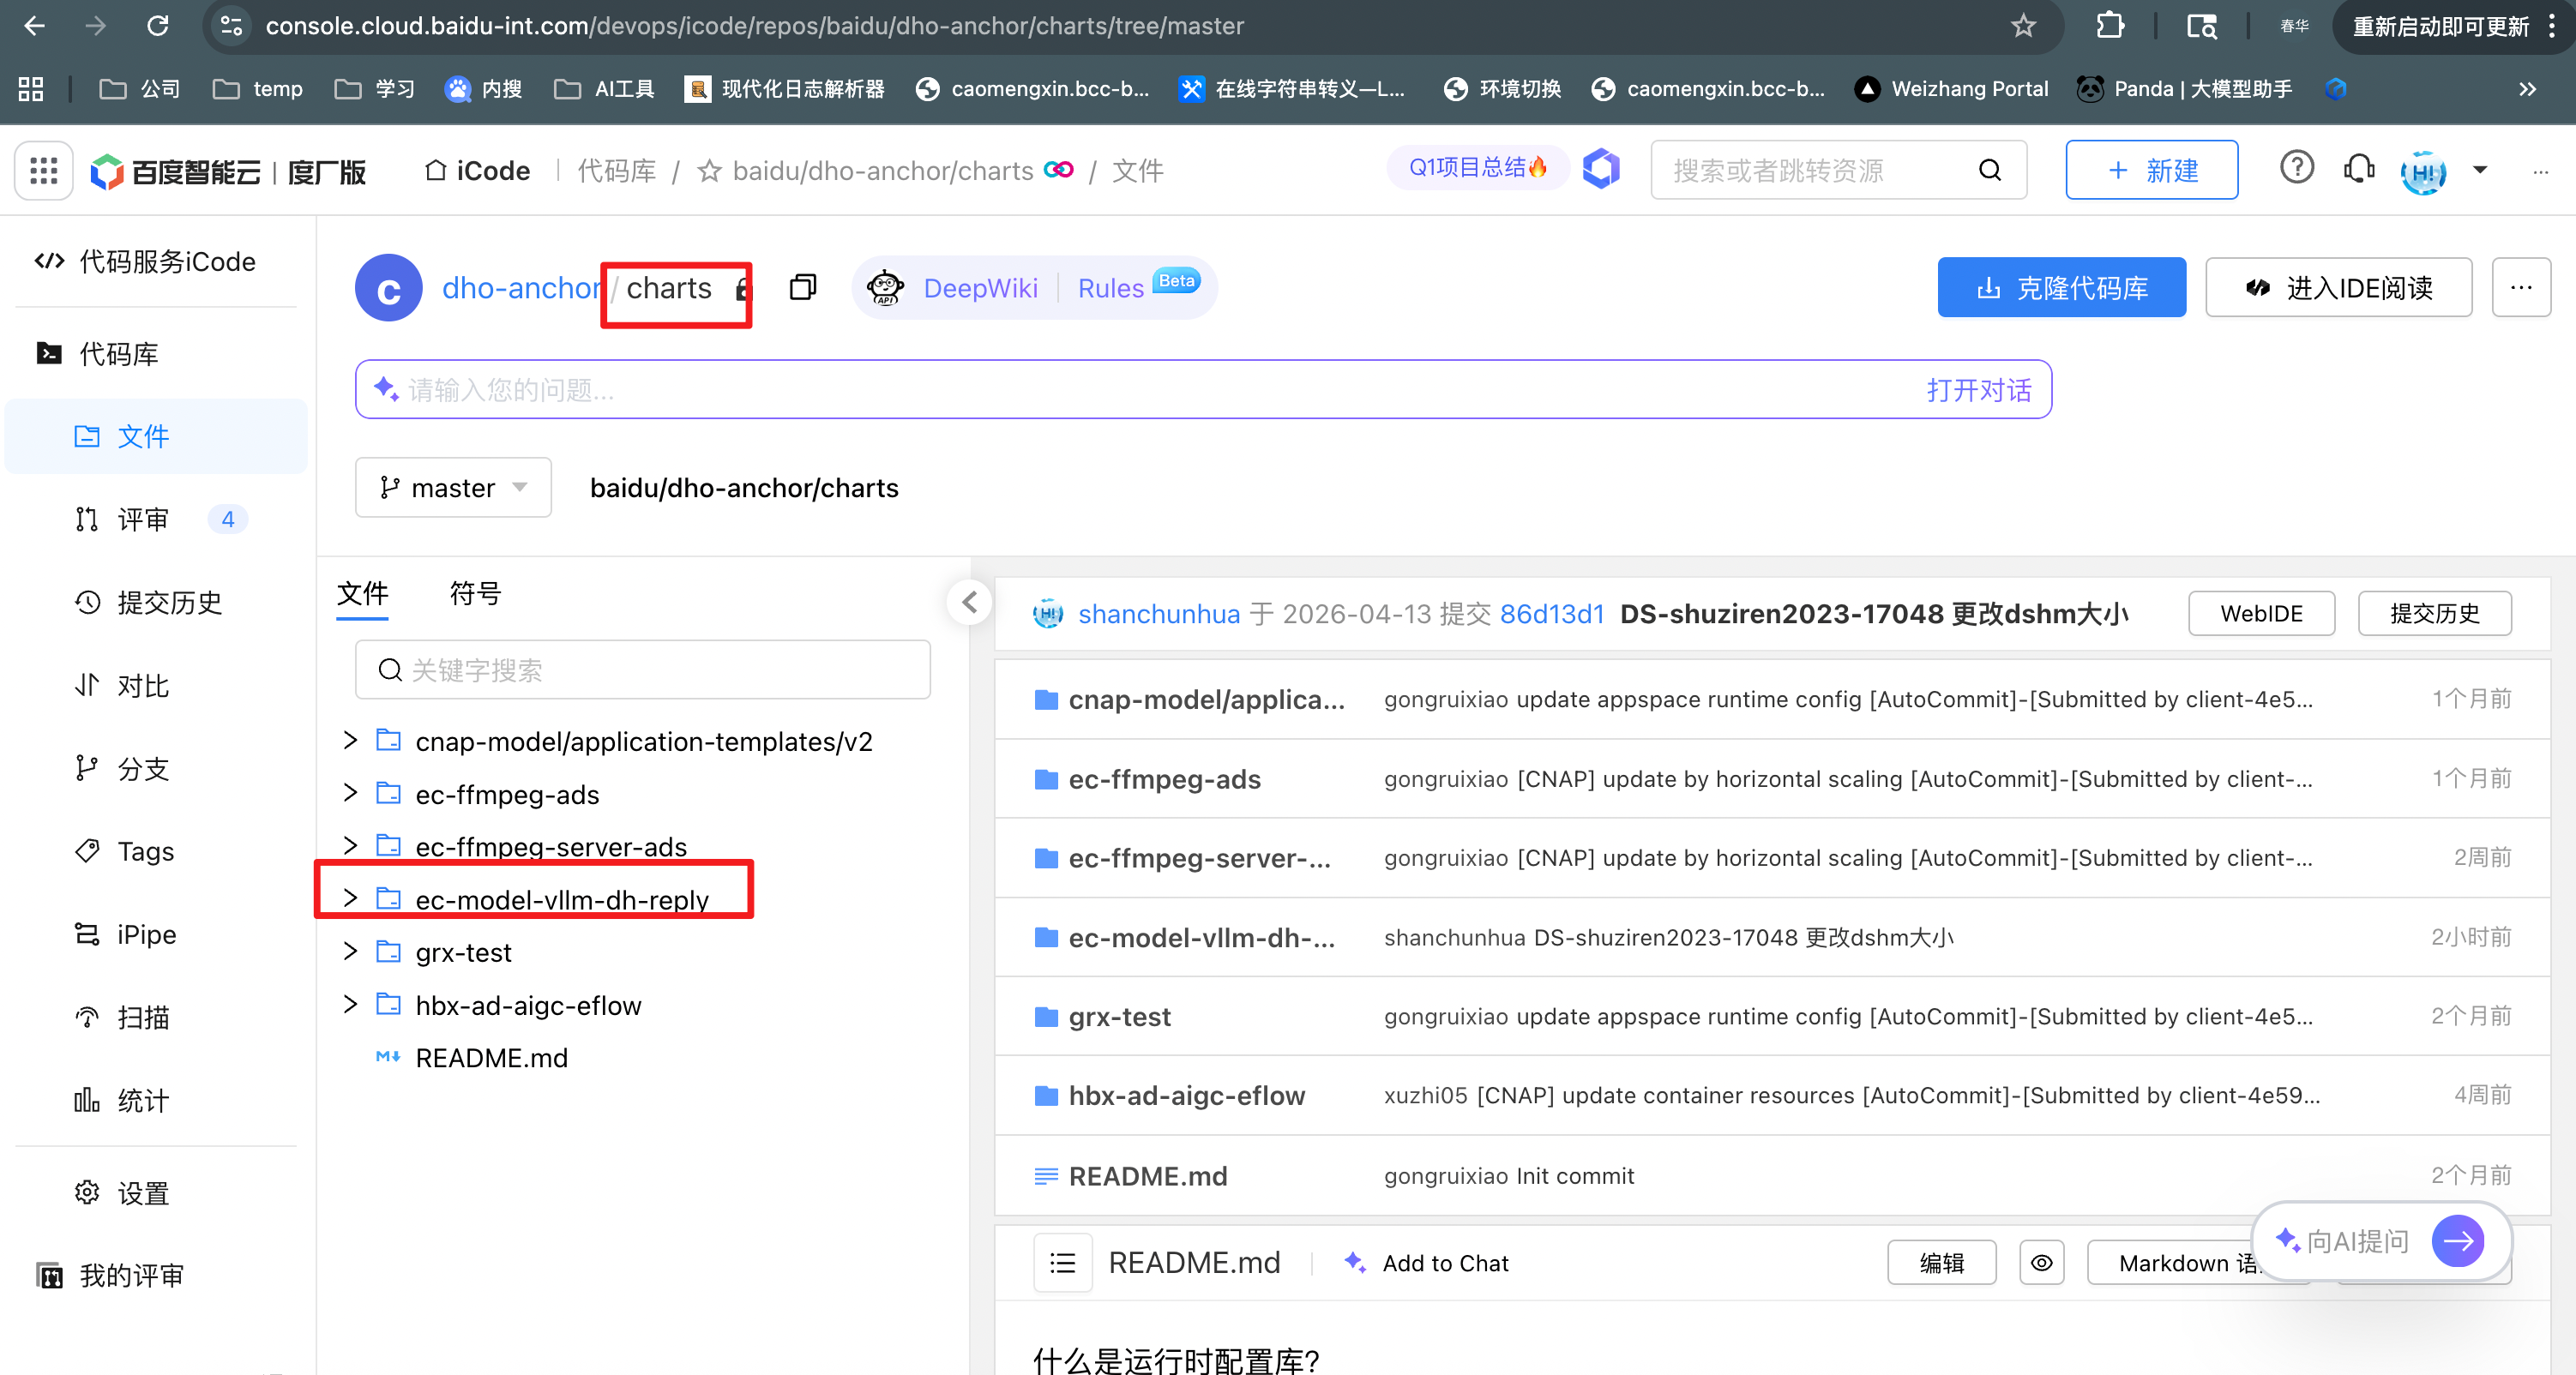 console.cloud.baidu-int.com/devops/icode/repos/baidu/dho-anchor/charts/tree/master
春华
重新启动即可更新
公司
temp
学习
内搜
AI工具
现代化日志解析器
caomengxin.bcc-b...
在线字符串转义—L...
环境切换
caomengxin.bcc-b...
Weizhang Portal
Panda | 大模型助手
百度智能云 | 度厂版
iCode
代码库 / baidu/dho-anchor/charts / 文件
Q1项目总结🔥
搜索或者跳转资源
+ 新建
代码服务iCode
代码库
文件
评审 4
提交历史
对比
分支
Tags
iPipe
扫描
统计
设置
我的评审
c
dho-anchor / charts
API
DeepWiki
Rules Beta
克隆代码库
进入IDE阅读
...
请输入您的问题...
打开对话
master
baidu/dho-anchor/charts
文件
符号
关键字搜索
cnap-model/application-templates/v2
ec-ffmpeg-ads
ec-ffmpeg-server-ads
ec-model-vllm-dh-reply
grx-test
hbx-ad-aigc-eflow
README.md
shanchunhua 于 2026-04-13 提交 86d13d1 DS-shuziren2023-17048 更改dshm大小
WebIDE
提交历史
cnap-model/applica... gongruixiao update appspace runtime config [AutoCommit]-[Submitted by client-4e5... 1个月前
ec-ffmpeg-ads gongruixiao [CNAP] update by horizontal scaling [AutoCommit]-[Submitted by client-... 1个月前
ec-ffmpeg-server-... gongruixiao [CNAP] update by horizontal scaling [AutoCommit]-[Submitted by client-... 2周前
ec-model-vllm-dh-... shanchunhua DS-shuziren2023-17048 更改dshm大小 2小时前
grx-test gongruixiao update appspace runtime config [AutoCommit]-[Submitted by client-4e5... 2个月前
hbx-ad-aigc-eflow xuzhi05 [CNAP] update container resources [AutoCommit]-[Submitted by client-4e59... 4周前
README.md gongruixiao Init commit 2个月前
README.md
Add to Chat
编辑
Markdown
向AI提问
什么是运行时配置库?